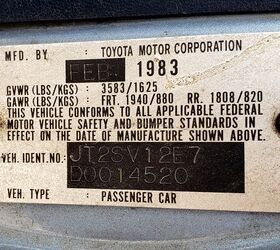 MFD. BY : TOYOTA MOTOR CORPORATION
FEB. 1983
GVWR (LBS/KGS) : 3583/1625
GAWR (LBS/KGS) : FRT. 1940/880 RR. 1808/820
THIS VEHICLE CONFORMS TO ALL APPLICABLE FEDERAL
MOTOR VEHICLE SAFETY AND BUMPER STANDARDS IN
EFFECT ON THE DATE OF MANUFACTURE SHOWN ABOVE.
VEH. IDENT.NO.: JT2SV12E7
D0014520
VEH. TYPE : PASSENGER CAR